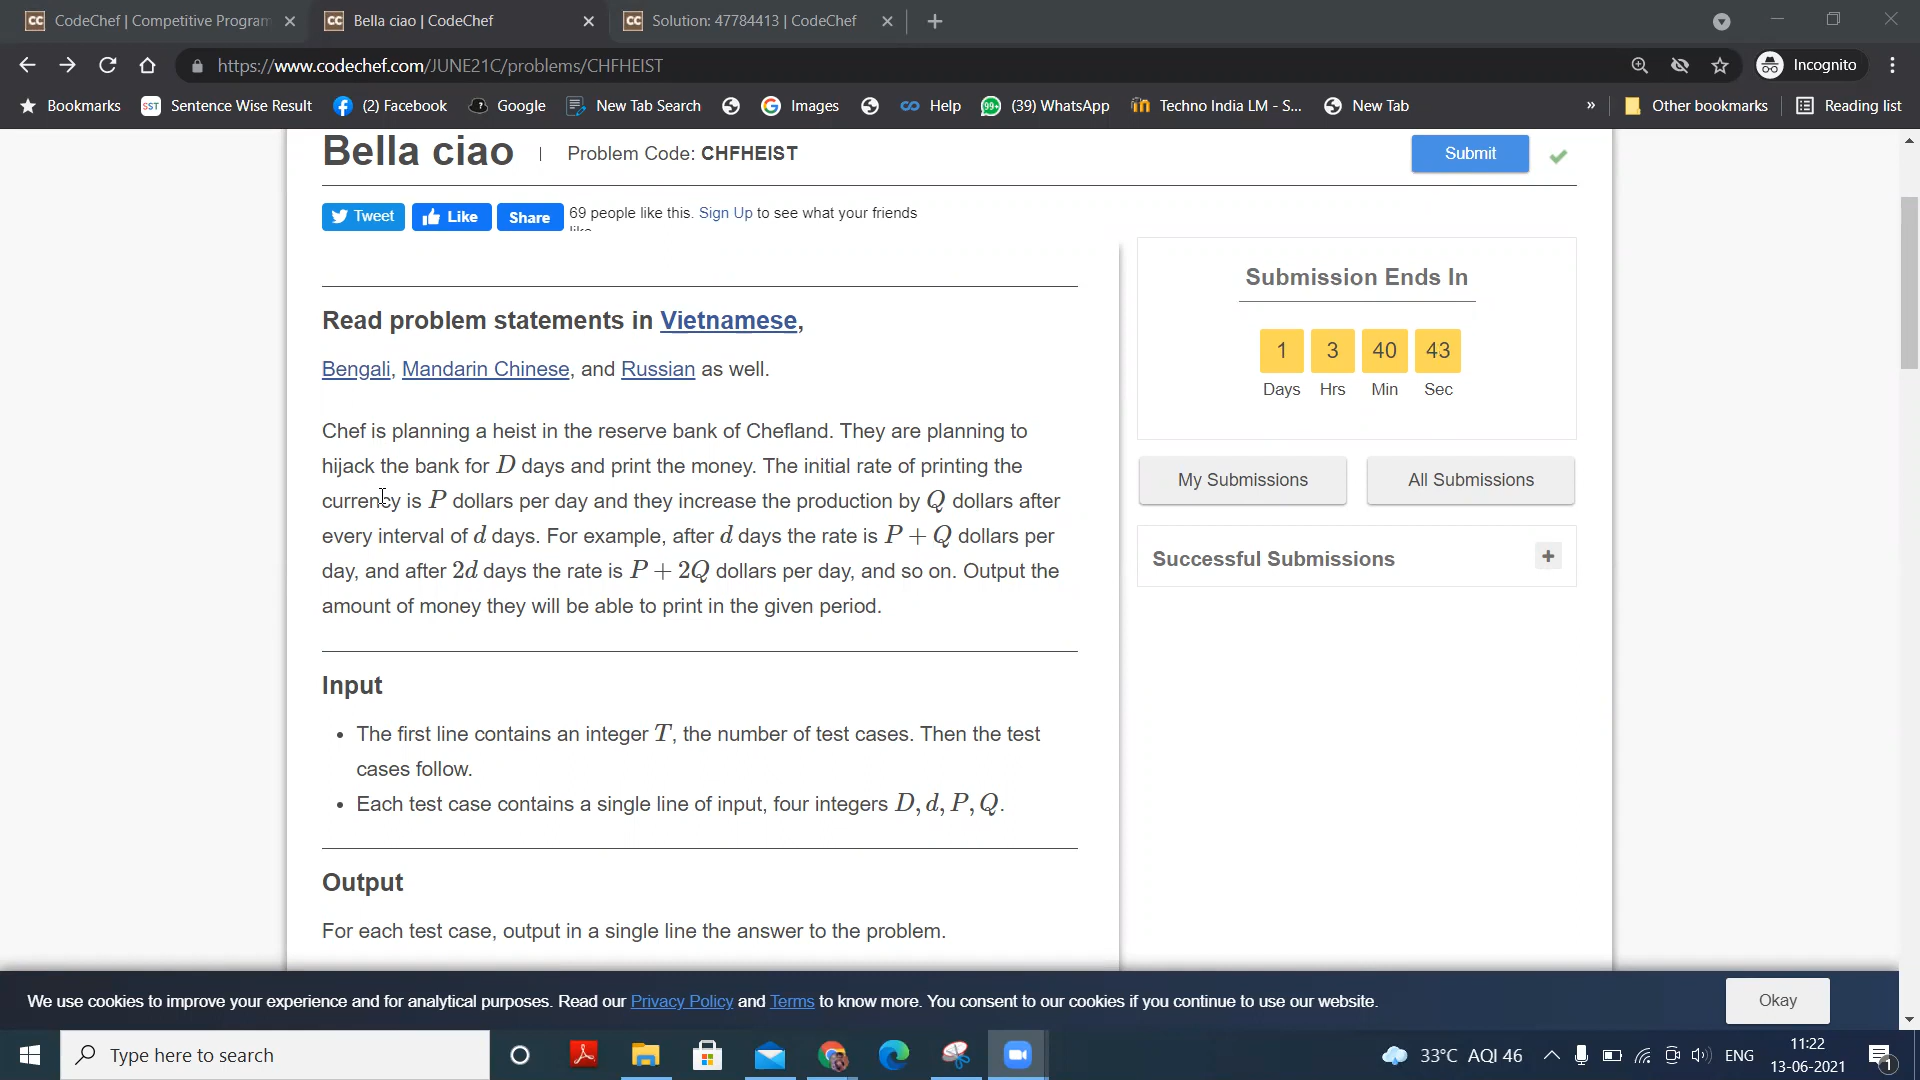 CodeChef | Competitive Program
Bella ciao | CodeChef
Solution: 47784413 | CodeChef
https://www.codechef.com/JUNE21C/problems/CHFHEIST
Incognito
Bookmarks
SST Sentence Wise Result
(2) Facebook
Google
New Tab Search
Images
Help
99+ (39) WhatsApp
Techno India LM - S...
New Tab
»
Other bookmarks
Reading list
Bella ciao
Problem Code: CHFHEIST
Submit
Tweet
Like
Share
69 people like this. Sign Up to see what your friends
Read problem statements in Vietnamese,
Bengali, Mandarin Chinese, and Russian as well.
Chef is planning a heist in the reserve bank of Chefland. They are planning to
hijack the bank for D days and print the money. The initial rate of printing the
currency is P dollars per day and they increase the production by Q dollars after
every interval of d days. For example, after d days the rate is P + Q dollars per
day, and after 2d days the rate is P + 2Q dollars per day, and so on. Output the
amount of money they will be able to print in the given period.
Input
• The first line contains an integer T, the number of test cases. Then the test
cases follow.
• Each test case contains a single line of input, four integers D, d, P, Q.
Output
For each test case, output in a single line the answer to the problem.
Submission Ends In
1 3 40 43
Days Hrs Min Sec
My Submissions
All Submissions
Successful Submissions
+
We use cookies to improve your experience and for analytical purposes. Read our Privacy Policy and Terms to know more. You consent to our cookies if you continue to use our website.
Okay
Type here to search
33°C AQI 46
ENG
11:22
13-06-2021
1